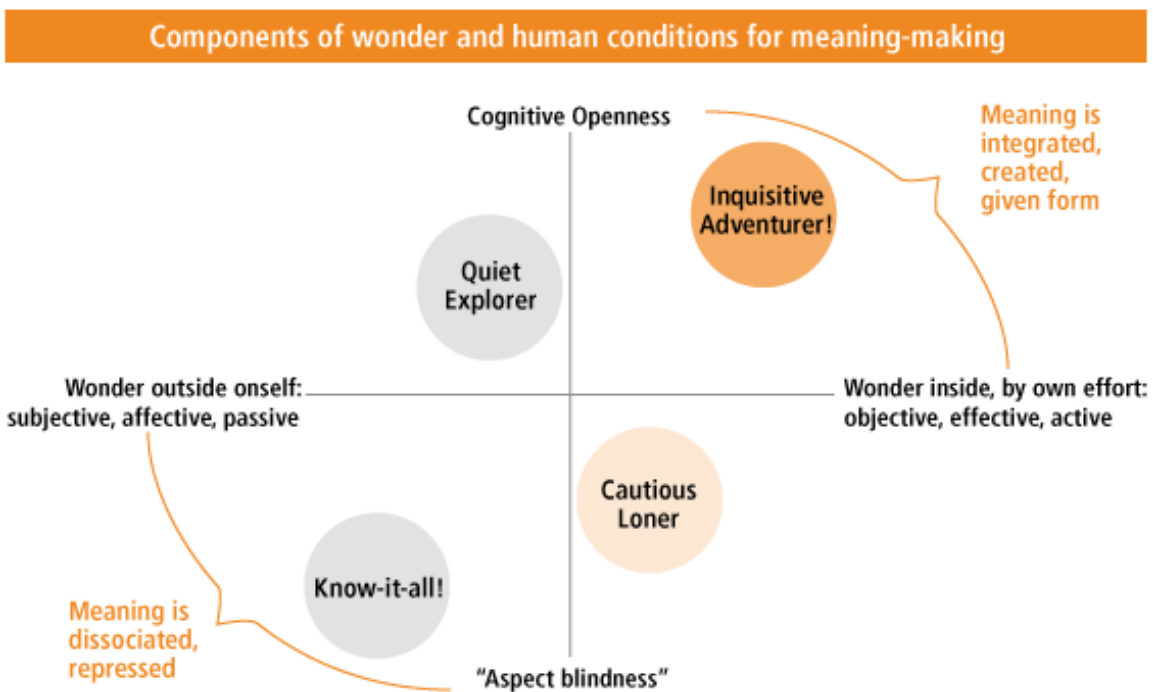 Components of wonder and human conditions for meaning-making
Cognitive Openness
Meaning is
integrated,
created,
given form
Inquisitive
Adventurer!
Quiet
Explorer
Wonder outside onself:
subjective, affective, passive
Wonder inside, by own effort:
objective, effective, active
Cautious
Loner
Know-it-all!
Meaning is
dissociated,
repressed
“Aspect blindness”